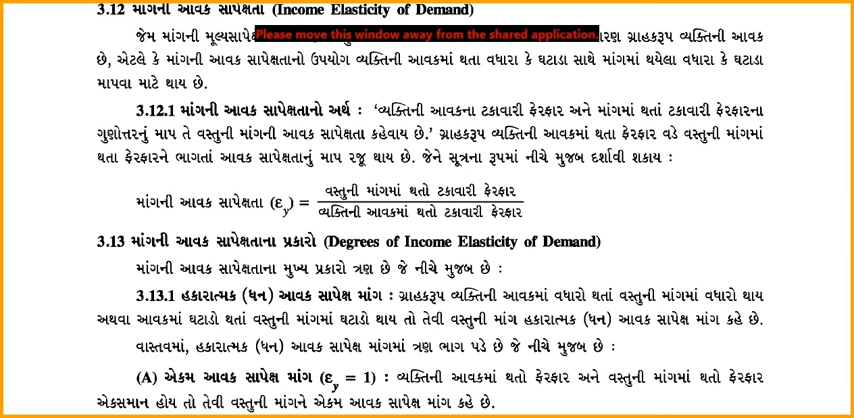 3.12 માંગની આવક સાપેક્ષતા (Income Elasticity of Demand)
જેમ માંગની મૂલ્યસાપે
Please move this window away from the shared application.
ારણ ગ્રાહકરૂપ વ્યક્તિની આવક
છે, એટલે કે માંગની આવક સાપેક્ષતાનો ઉપયોગ વ્યક્તિની આવકમાં થતા વધારા કે ઘટાડા સાથે માંગમાં થયેલા વધારા કે ઘટાડા
માપવા માટે થાય છે.
3.12.1 માંગની આવક સાપેક્ષતાનો અર્થ : ‘વ્યક્તિની આવકના ટકાવારી ફેરફાર અને માંગમાં થતાં ટકાવારી ફેરફારના
ગુણોત્તરનું માપ તે વસ્તુની માંગની આવક સાપેક્ષતા કહેવાય છે.’ ગ્રાહકરૂપ વ્યક્તિની આવકમાં થતા ફેરફાર વડે વસ્તુની માંગમાં
થતા ફેરફારને ભાગતાં આવક સાપેક્ષતાનું માપ રજૂ થાય છે. જેને સૂત્રના રૂપમાં નીચે મુજબ દર્શાવી શકાય :
વસ્તુની માંગમાં થતો ટકાવારી ફેરફાર
માંગની આવક સાપેક્ષતા (εy) =
વ્યક્તિની આવકમાં થતો ટકાવારી ફેરફાર
3.13 માંગની આવક સાપેક્ષતાના પ્રકારો (Degrees of Income Elasticity of Demand)
માંગની આવક સાપેક્ષતાના મુખ્ય પ્રકારો ત્રણ છે જે નીચે મુજબ છે :
3.13.1 હકારાત્મક (ધન) આવક સાપેક્ષ માંગ : ગ્રાહકરૂપ વ્યક્તિની આવકમાં વધારો થતાં વસ્તુની માંગમાં વધારો થાય
અથવા આવકમાં ઘટાડો થતાં વસ્તુની માંગમાં ઘટાડો થાય તો તેવી વસ્તુની માંગ હકારાત્મક (ધન) આવક સાપેક્ષ માંગ કહે છે.
વાસ્તવમાં, હકારાત્મક (ધન) આવક સાપેક્ષ માંગમાં ત્રણ ભાગ પડે છે જે નીચે મુજબ છે :
(A) એકમ આવક સાપેક્ષ માંગ (εy = 1) : વ્યક્તિની આવકમાં થતો ફેરફાર અને વસ્તુની માંગમાં થતો ફેરફાર
એકસમાન હોય તો તેવી વસ્તુની માંગને એકમ આવક સાપેક્ષ માંગ કહે છે.